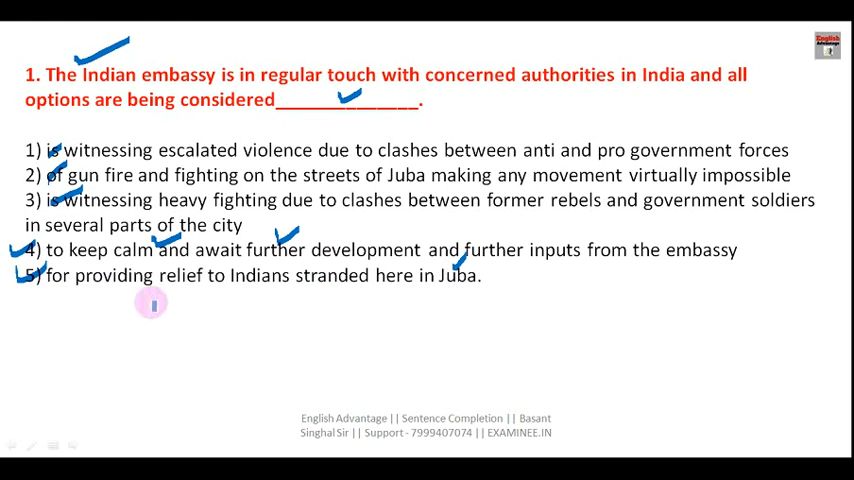 English
Advantage
1. The Indian embassy is in regular touch with concerned authorities in India and all
options are being considered______________.
1) is witnessing escalated violence due to clashes between anti and pro government forces
2) of gun fire and fighting on the streets of Juba making any movement virtually impossible
3) is witnessing heavy fighting due to clashes between former rebels and government soldiers
in several parts of the city
4) to keep calm and await further development and further inputs from the embassy
5) for providing relief to Indians stranded here in Juba.
English Advantage || Sentence Completion || Basant
Singhal Sir || Support - 7999407074 || EXAMINEE.IN